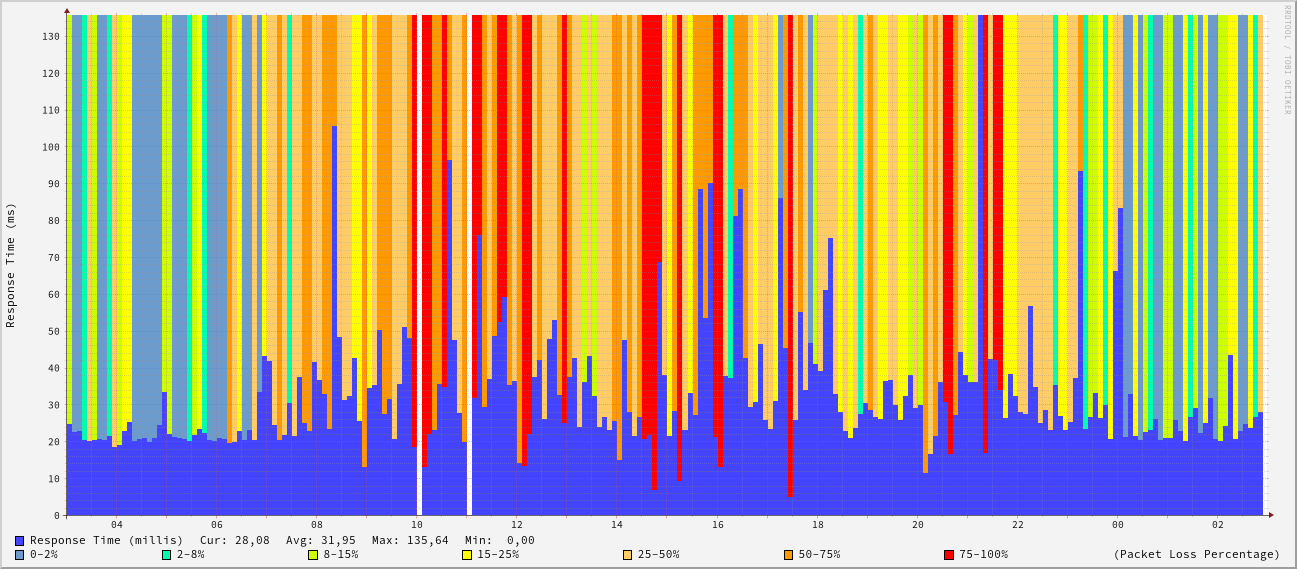 RRDTOOL / TOBI OETIKER
Response Time (ms)
130
120
110
100
90
80
70
60
50
40
30
20
10
0
04 06 08 10 12 14 16 18 20 22 00 02
Response Time (millis) Cur: 28,08 Avg: 31,95 Max: 135,64 Min: 0,00
0-2% 2-8% 8-15% 15-25% 25-50% 50-75% 75-100% (Packet Loss Percentage)